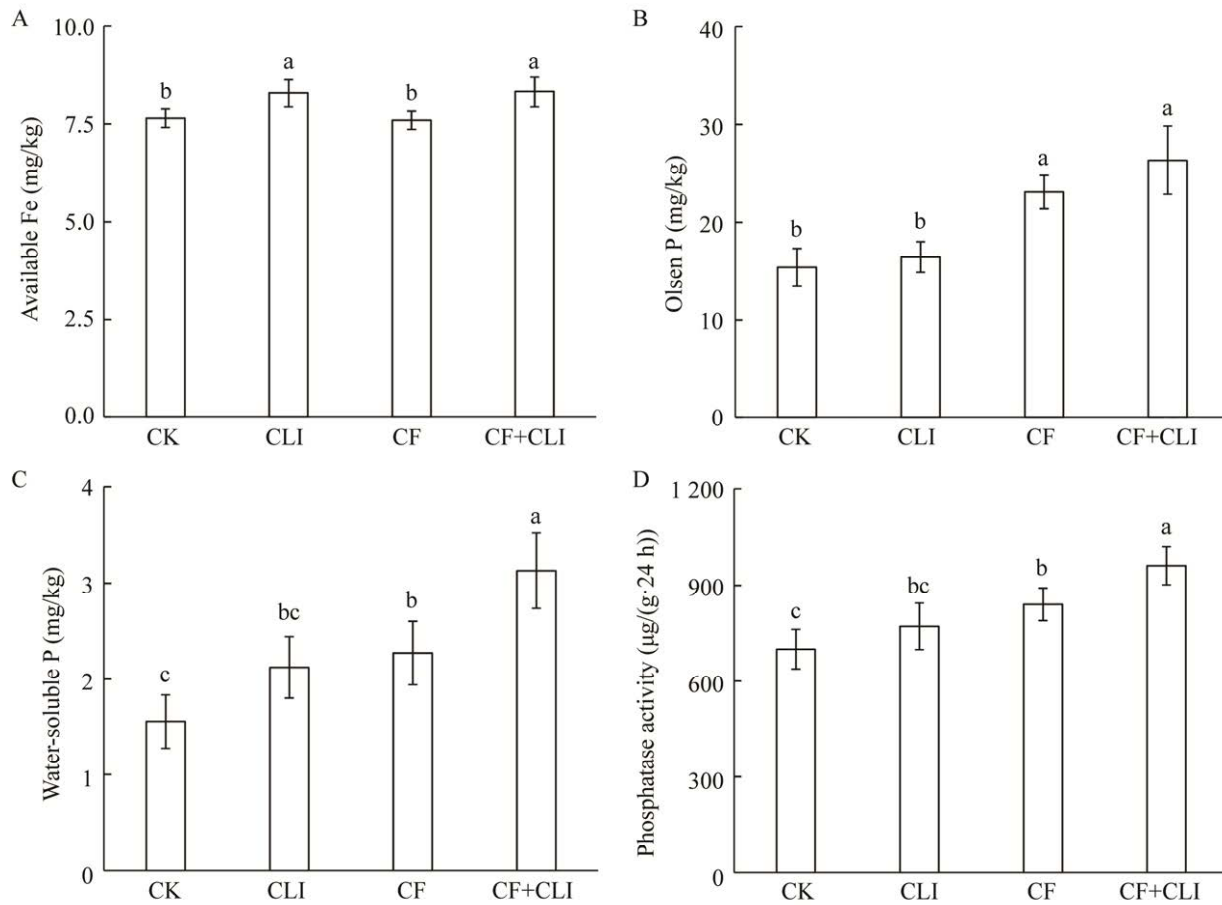 A
Available Fe (mg/kg)
10.0
7.5
5.0
2.5
0.0
b
a
b
a
CK CLI CF CF+CLI
B
Olsen P (mg/kg)
40
30
20
10
0
b
b
a
a
CK CLI CF CF+CLI
C
Water-soluble P (mg/kg)
4
3
2
1
0
c
bc
b
a
CK CLI CF CF+CLI
D
Phosphatase activity (μg/(g·24 h))
1 200
900
600
300
0
c
bc
b
a
CK CLI CF CF+CLI